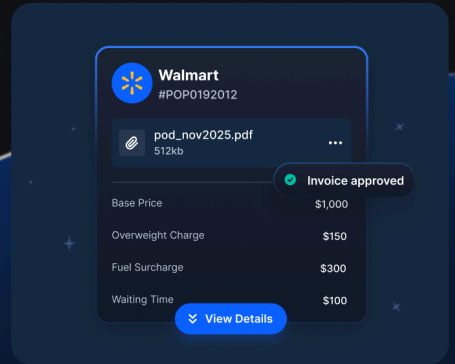 Walmart
#POP0192012
pod_nov2025.pdf
512kb
Invoice approved
Base Price $1,000
Overweight Charge $150
Fuel Surcharge $300
Waiting Time $100
View Details